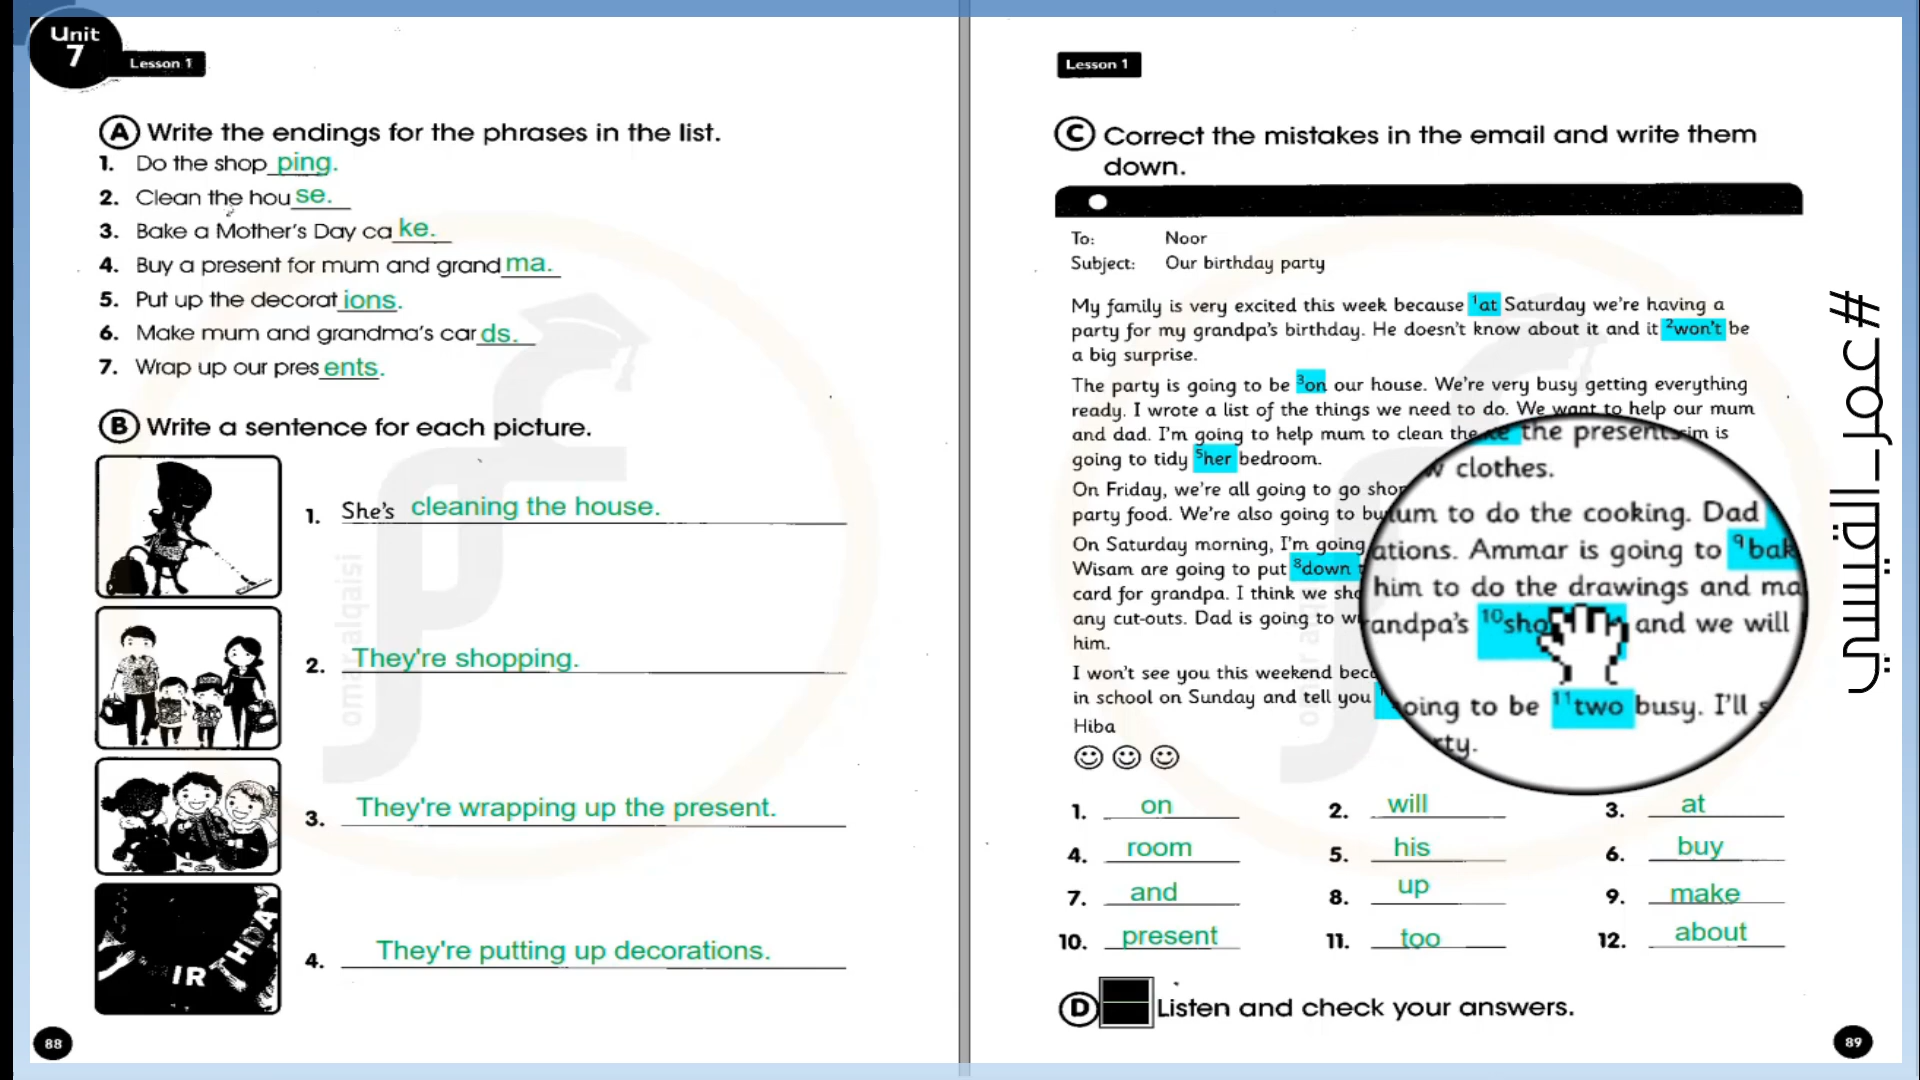 Unit
7
Lesson 1
A Write the endings for the phrases in the list.
1. Do the shop ping.
2. Clean the hou se.
3. Bake a Mother's Day ca ke.
4. Buy a present for mum and grand ma.
5. Put up the decorat ions.
6. Make mum and grandma's car ds.
7. Wrap up our pres ents.
B Write a sentence for each picture.
1. She's cleaning the house.
2. They're shopping.
3. They're wrapping up the present.
IRTHDAY
4. They're putting up decorations.
88
omaralqaisi
Lesson 1
C Correct the mistakes in the email and write them
down.
To: Noor
Subject: Our birthday party
My family is very excited this week because ¹at Saturday we're having a
party for my grandpa's birthday. He doesn't know about it and it ²won't be
a big surprise.
The party is going to be ³on our house. We're very busy getting everything
ready. I wrote a list of the things we need to do. We want to help our mum
and dad. I'm going to help mum to clean the
is
going to tidy ⁵her bedroom.
On Friday, we're all going to go
party food. We're also going to
On Saturday morning, I'm going
Wisam are going to put ⁸down
card for grandpa. I think we
any cut-outs. Dad is going to
him.
I won't see you this weekend
in school on Sunday and tell you
Hiba
the
clothes.
to do the cooking. Dad
Ammar is going to ⁹
him to do the drawings and
and we will
to be ¹¹two busy. I'll
1. on 2. will 3. at
4. room 5. his 6. buy
7. and 8. up 9. make
10. present 11. too 12. about
D Listen and check your answers.
89